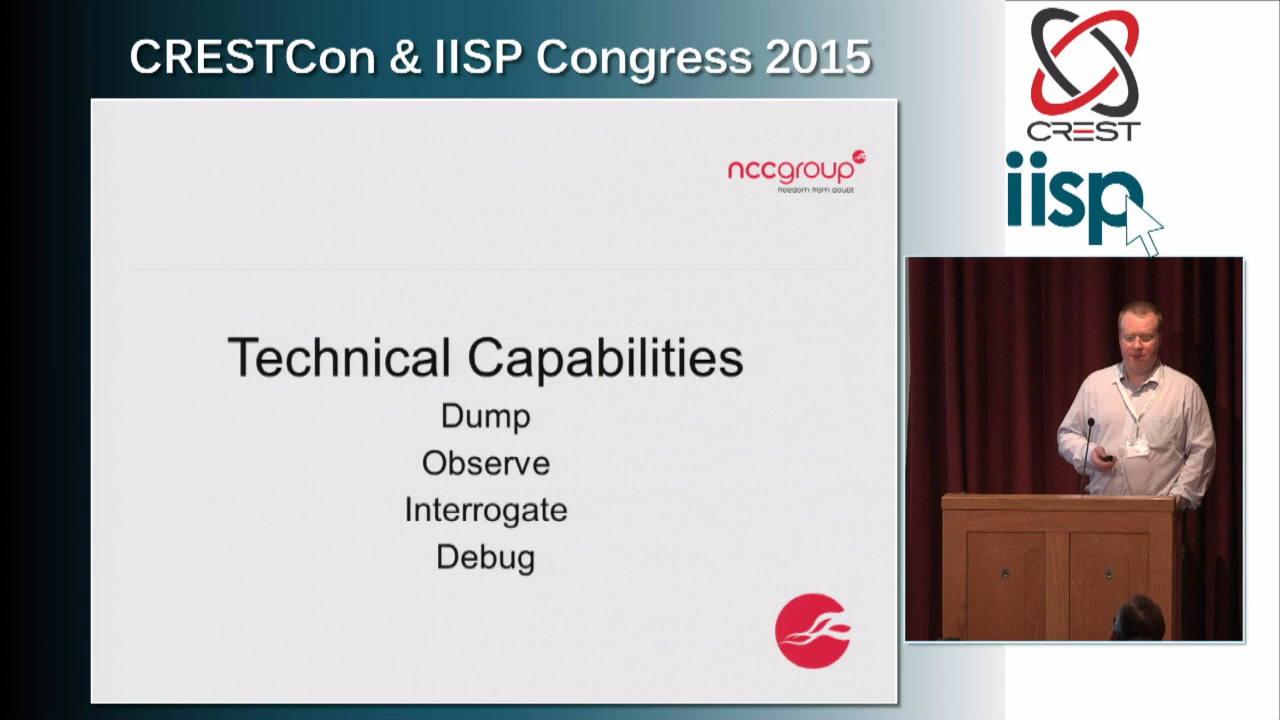 CRESTCon & IISP Congress 2015
CREST
iisp
nccgroup
freedom from doubt
Technical Capabilities
Dump
Observe
Interrogate
Debug